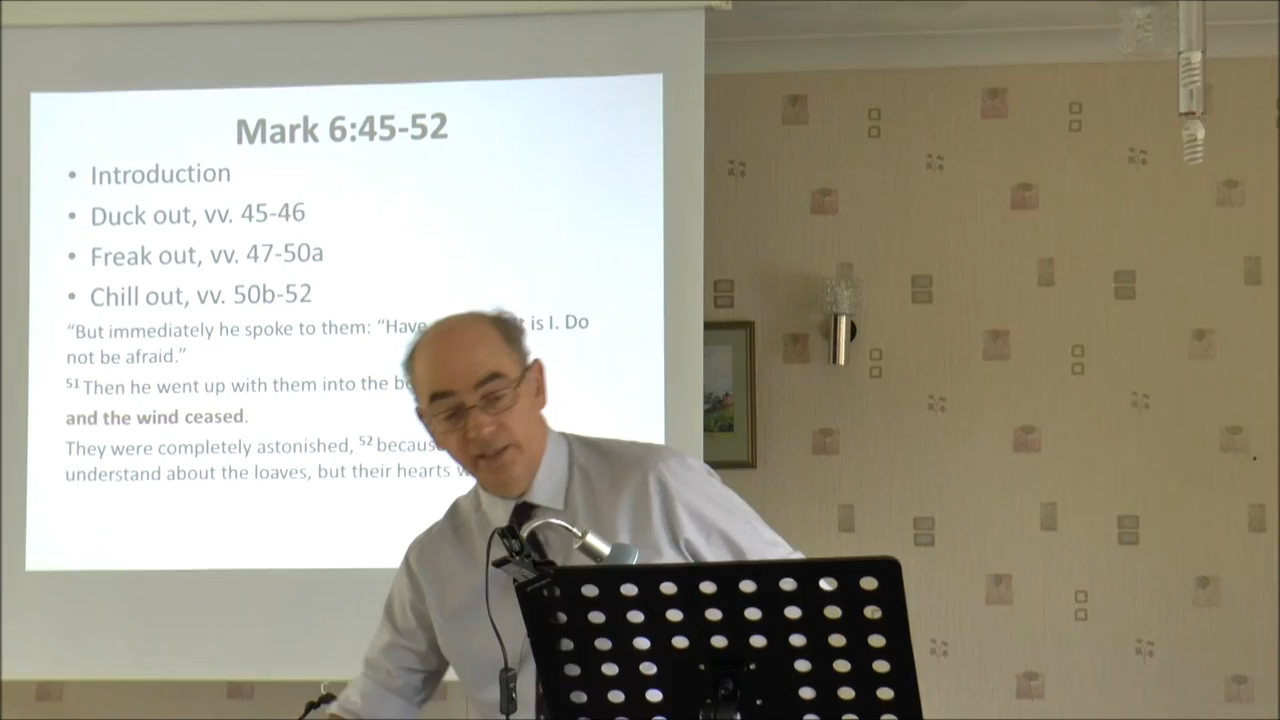 Mark 6:45-52
• Introduction
• Duck out, vv. 45-46
• Freak out, vv. 47-50a
• Chill out, vv. 50b-52
“But immediately he spoke to them: “Have is I. Do
not be afraid.”
51 Then he went up with them into the
and the wind ceased.
They were completely astonished, 52
understand about the loaves, but their hearts